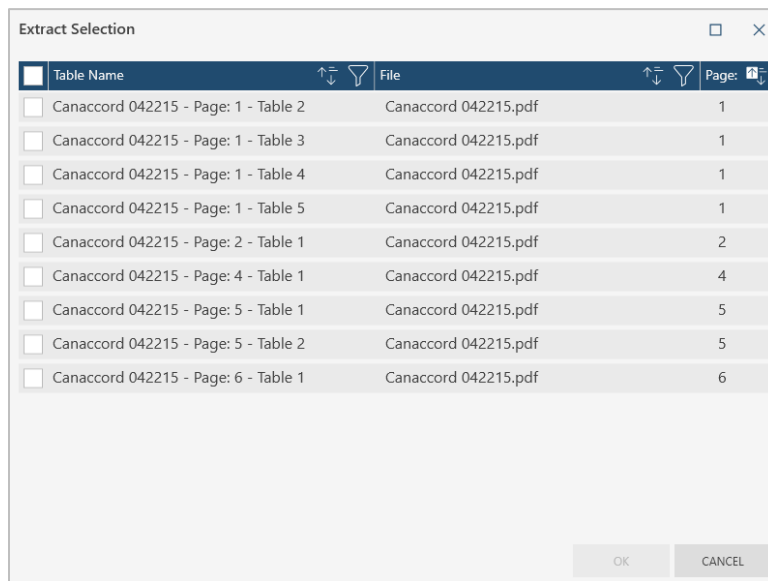 Extract Selection
Table Name File Page:
Canaccord 042215 - Page: 1 - Table 2 Canaccord 042215.pdf 1
Canaccord 042215 - Page: 1 - Table 3 Canaccord 042215.pdf 1
Canaccord 042215 - Page: 1 - Table 4 Canaccord 042215.pdf 1
Canaccord 042215 - Page: 1 - Table 5 Canaccord 042215.pdf 1
Canaccord 042215 - Page: 2 - Table 1 Canaccord 042215.pdf 2
Canaccord 042215 - Page: 4 - Table 1 Canaccord 042215.pdf 4
Canaccord 042215 - Page: 5 - Table 1 Canaccord 042215.pdf 5
Canaccord 042215 - Page: 5 - Table 2 Canaccord 042215.pdf 5
Canaccord 042215 - Page: 6 - Table 1 Canaccord 042215.pdf 6
OK CANCEL